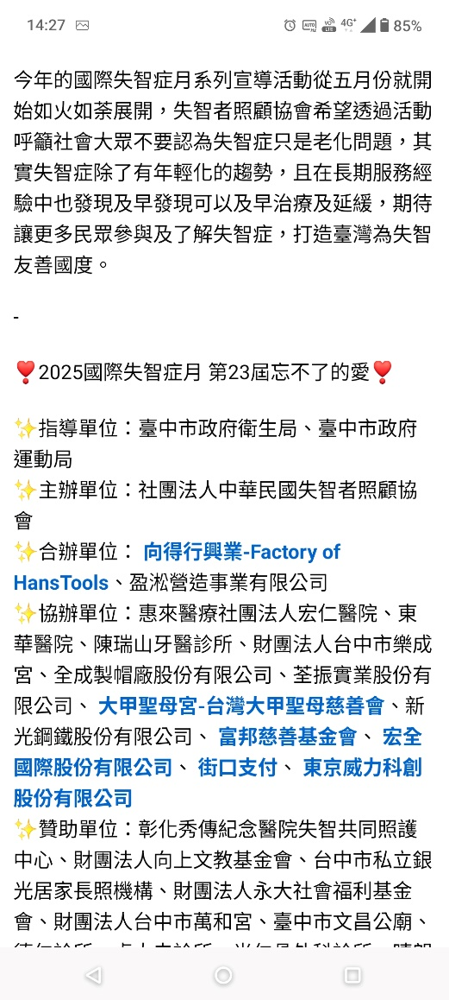 14:27
4G+
85%
今年的國際失智症月系列宣導活動從五月份就開
始如火如荼展開，失智者照顧協會希望透過活動
呼籲社會大眾不要認為失智症只是老化問題，其
實失智症除了有年輕化的趨勢，且在長期服務經
驗中也發現及早發現可以及早治療及延緩，期待
讓更多民眾參與及了解失智症，打造臺灣為失智
友善國度。
-
❣️2025國際失智症月 第23屆忘不了的愛❣️
✨指導單位：臺中市政府衛生局、臺中市政府
運動局
✨主辦單位：社團法人中華民國失智者照顧協
會
✨合辦單位： 向得行興業-Factory of
HansTools、盈淞營造事業有限公司
✨協辦單位：惠來醫療社團法人宏仁醫院、東
華醫院、陳瑞山牙醫診所、財團法人台中市樂成
宮、全成製帽廠股份有限公司、荃振實業股份有
限公司、 大甲聖母宮-台灣大甲聖母慈善會、新
光鋼鐵股份有限公司、 富邦慈善基金會、 宏全
國際股份有限公司、 街口支付、 東京威力科創
股份有限公司
✨贊助單位：彰化秀傳紀念醫院失智共同照護
中心、財團法人向上文教基金會、台中市私立銀
光居家長照機構、財團法人永大社會福利基金
會、財團法人台中市萬和宮、臺中市文昌公廟、